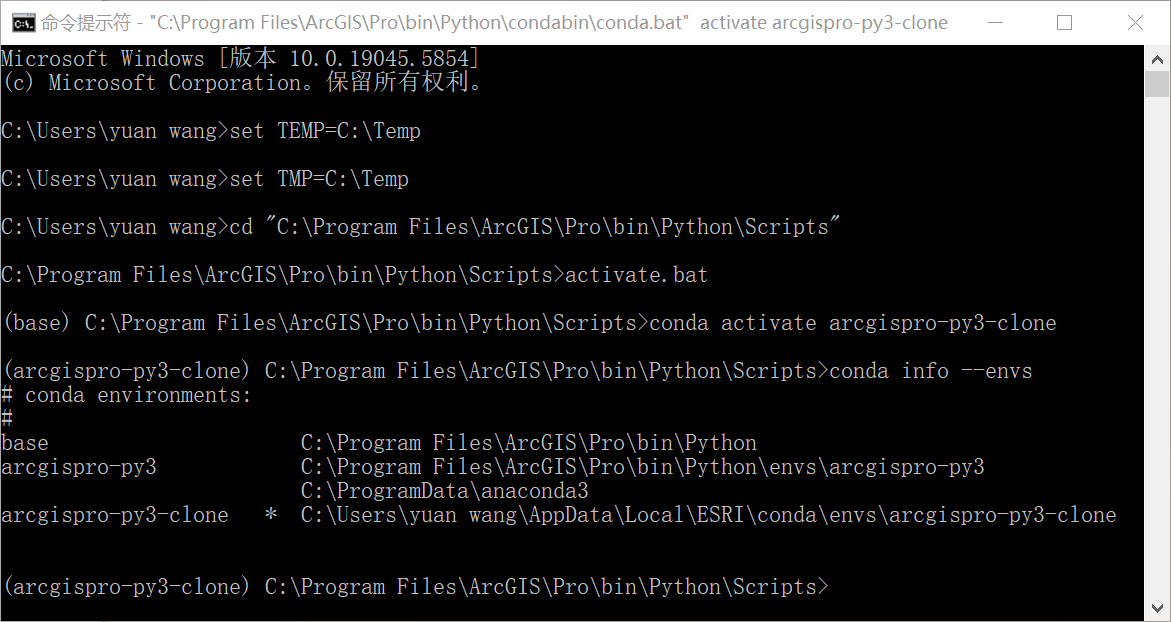 命令提示符 - "C:\Program Files\ArcGIS\Pro\bin\Python\condabin\conda.bat" activate arcgispro-py3-clone
Microsoft Windows [版本 10.0.19045.5854]
(c) Microsoft Corporation。保留所有权利。
C:\Users\yuan wang>set TEMP=C:\Temp
C:\Users\yuan wang>set TMP=C:\Temp
C:\Users\yuan wang>cd "C:\Program Files\ArcGIS\Pro\bin\Python\Scripts"
C:\Program Files\ArcGIS\Pro\bin\Python\Scripts>activate.bat
(base) C:\Program Files\ArcGIS\Pro\bin\Python\Scripts>conda activate arcgispro-py3-clone
(arcgispro-py3-clone) C:\Program Files\ArcGIS\Pro\bin\Python\Scripts>conda info --envs
# conda environments:
#
base                     C:\Program Files\ArcGIS\Pro\bin\Python
arcgispro-py3            C:\Program Files\ArcGIS\Pro\bin\Python\envs\arcgispro-py3
                         C:\ProgramData\anaconda3
arcgispro-py3-clone   *  C:\Users\yuan wang\AppData\Local\ESRI\conda\envs\arcgispro-py3-clone
(arcgispro-py3-clone) C:\Program Files\ArcGIS\Pro\bin\Python\Scripts>